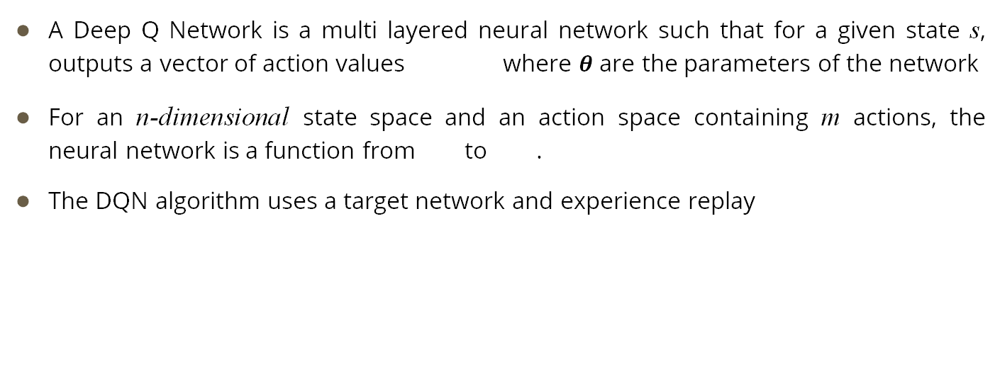 ● A Deep Q Network is a multi layered neural network such that for a given state s,
outputs a vector of action values where θ are the parameters of the network
● For an n-dimensional state space and an action space containing m actions, the
neural network is a function from to .
● The DQN algorithm uses a target network and experience replay